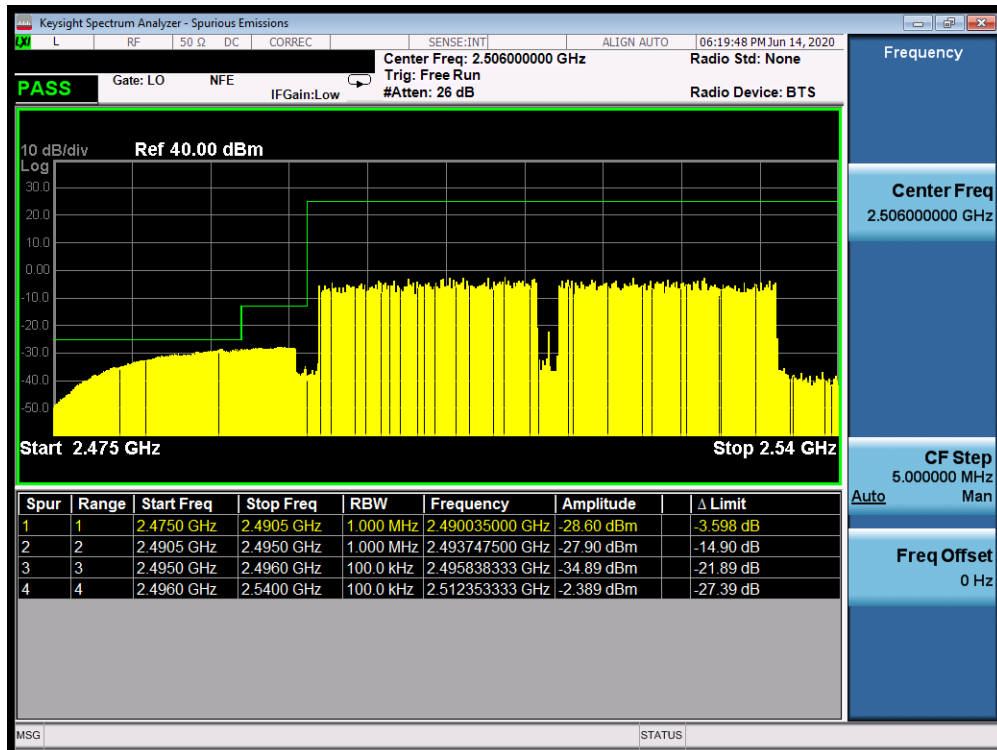 Keysight Spectrum Analyzer - Spurious Emissions
LXI L RF 50 Ω DC CORREC SENSE:INT ALIGN AUTO 06:19:48 PM Jun 14, 2020
Center Freq: 2.506000000 GHz Radio Std: None
Gate: LO NFE Trig: Free Run
PASS IFGain:Low #Atten: 26 dB Radio Device: BTS
10 dB/div Ref 40.00 dBm
Log
30.0
20.0
10.0
0.00
-10.0
-20.0
-30.0
-40.0
-50.0
Start 2.475 GHz Stop 2.54 GHz
Spur Range Start Freq Stop Freq RBW Frequency Amplitude Δ Limit
1 1 2.4750 GHz 2.4905 GHz 1.000 MHz 2.490035000 GHz -28.60 dBm -3.598 dB
2 2 2.4905 GHz 2.4950 GHz 1.000 MHz 2.493747500 GHz -27.90 dBm -14.90 dB
3 3 2.4950 GHz 2.4960 GHz 100.0 kHz 2.495838333 GHz -34.89 dBm -21.89 dB
4 4 2.4960 GHz 2.5400 GHz 100.0 kHz 2.512353333 GHz -2.389 dBm -27.39 dB
MSG STATUS
Frequency
Center Freq
2.506000000 GHz
CF Step
5.000000 MHz
Auto Man
Freq Offset
0 Hz